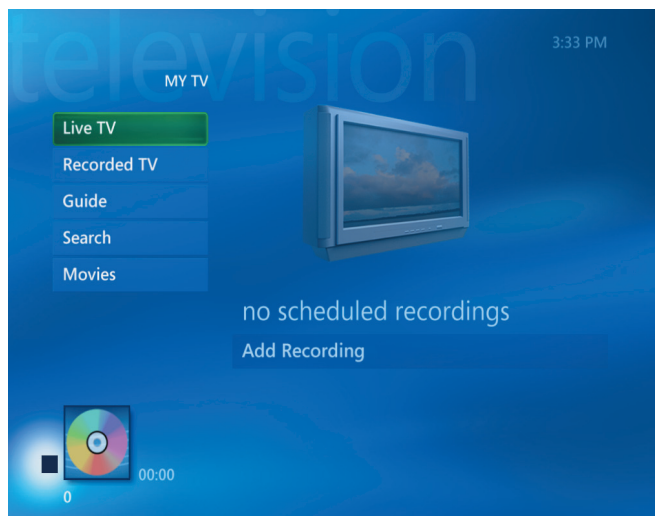 television
3:33 PM
MY TV
Live TV
Recorded TV
Guide
Search
Movies
no scheduled recordings
Add Recording
00:00
0